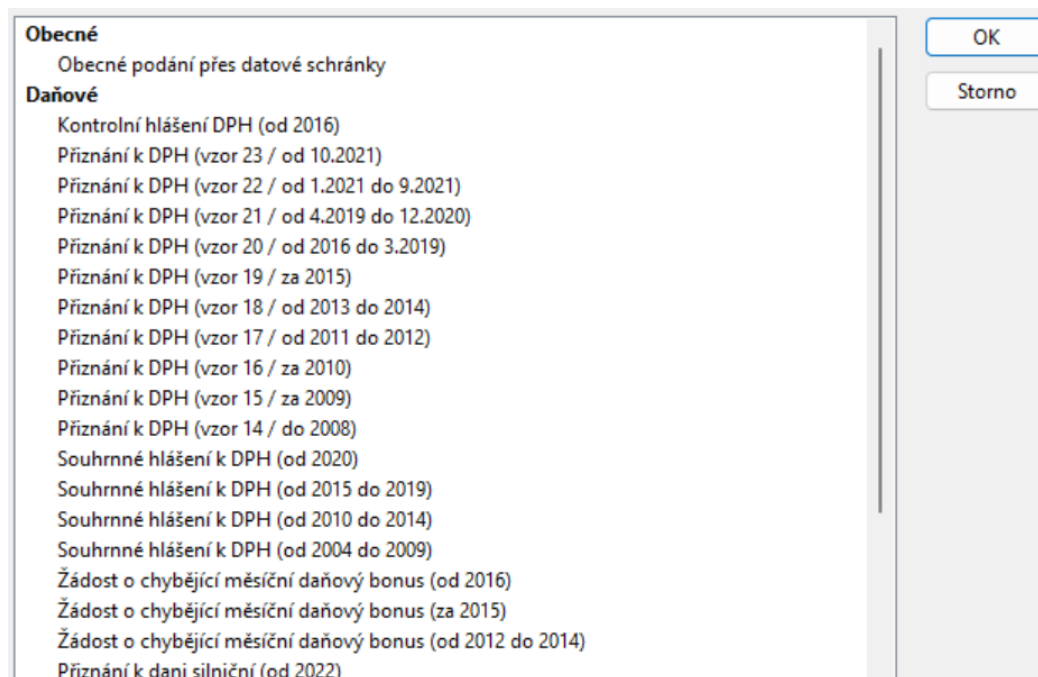 Obecné
Obecné podání přes datové schránky
Daňové
Kontrolní hlášení DPH (od 2016)
Přiznání k DPH (vzor 23 / od 10.2021)
Přiznání k DPH (vzor 22 / od 1.2021 do 9.2021)
Přiznání k DPH (vzor 21 / od 4.2019 do 12.2020)
Přiznání k DPH (vzor 20 / od 2016 do 3.2019)
Přiznání k DPH (vzor 19 / za 2015)
Přiznání k DPH (vzor 18 / od 2013 do 2014)
Přiznání k DPH (vzor 17 / od 2011 do 2012)
Přiznání k DPH (vzor 16 / za 2010)
Přiznání k DPH (vzor 15 / za 2009)
Přiznání k DPH (vzor 14 / do 2008)
Souhrnné hlášení k DPH (od 2020)
Souhrnné hlášení k DPH (od 2015 do 2019)
Souhrnné hlášení k DPH (od 2010 do 2014)
Souhrnné hlášení k DPH (od 2004 do 2009)
Žádost o chybějící měsíční daňový bonus (od 2016)
Žádost o chybějící měsíční daňový bonus (za 2015)
Žádost o chybějící měsíční daňový bonus (od 2012 do 2014)
Přiznání k dani silniční (od 2022)
OK
Storno